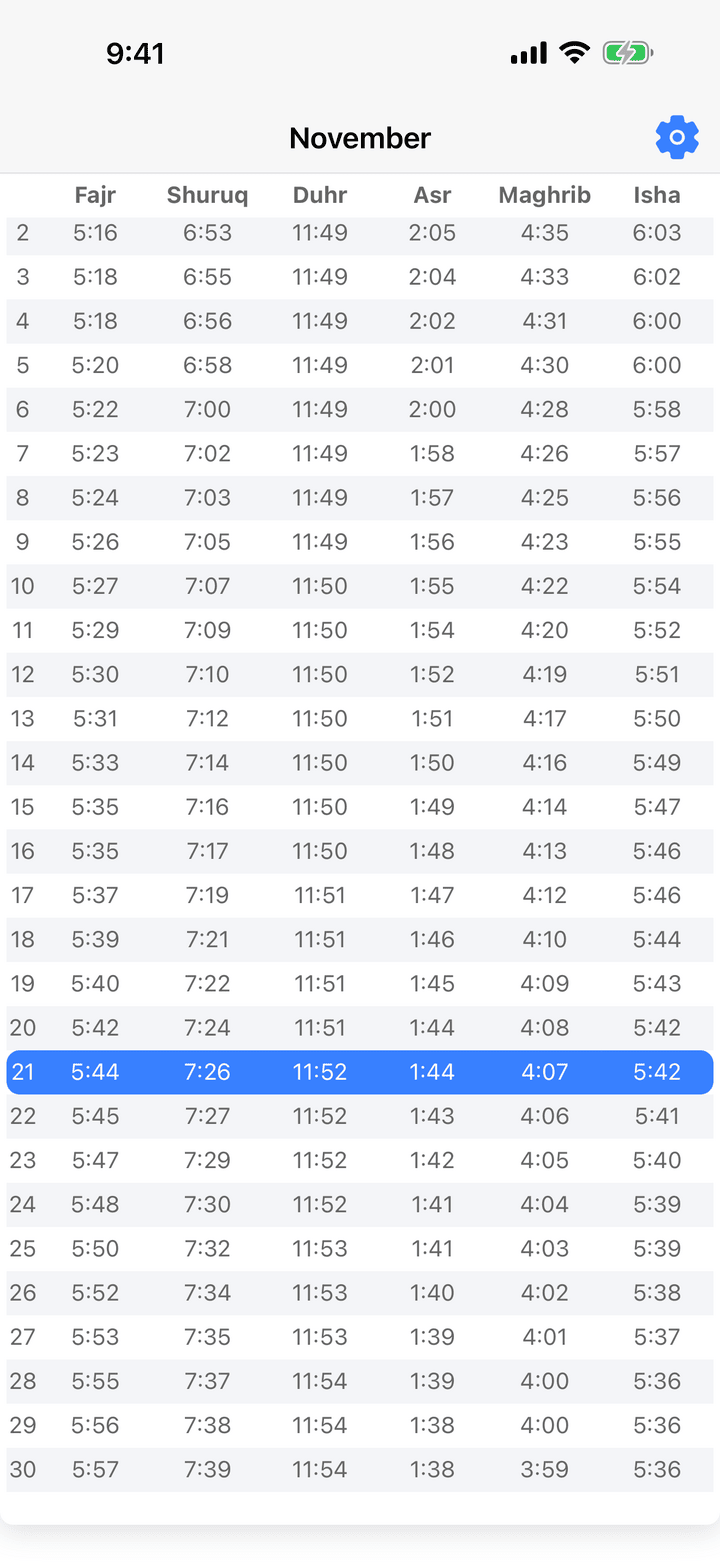 9:41
November
Fajr Shuruq Duhr Asr Maghrib Isha
2 5:16 6:53 11:49 2:05 4:35 6:03
3 5:18 6:55 11:49 2:04 4:33 6:02
4 5:18 6:56 11:49 2:02 4:31 6:00
5 5:20 6:58 11:49 2:01 4:30 6:00
6 5:22 7:00 11:49 2:00 4:28 5:58
7 5:23 7:02 11:49 1:58 4:26 5:57
8 5:24 7:03 11:49 1:57 4:25 5:56
9 5:26 7:05 11:49 1:56 4:23 5:55
10 5:27 7:07 11:50 1:55 4:22 5:54
11 5:29 7:09 11:50 1:54 4:20 5:52
12 5:30 7:10 11:50 1:52 4:19 5:51
13 5:31 7:12 11:50 1:51 4:17 5:50
14 5:33 7:14 11:50 1:50 4:16 5:49
15 5:35 7:16 11:50 1:49 4:14 5:47
16 5:35 7:17 11:50 1:48 4:13 5:46
17 5:37 7:19 11:51 1:47 4:12 5:46
18 5:39 7:21 11:51 1:46 4:10 5:44
19 5:40 7:22 11:51 1:45 4:09 5:43
20 5:42 7:24 11:51 1:44 4:08 5:42
21 5:44 7:26 11:52 1:44 4:07 5:42
22 5:45 7:27 11:52 1:43 4:06 5:41
23 5:47 7:29 11:52 1:42 4:05 5:40
24 5:48 7:30 11:52 1:41 4:04 5:39
25 5:50 7:32 11:53 1:41 4:03 5:39
26 5:52 7:34 11:53 1:40 4:02 5:38
27 5:53 7:35 11:53 1:39 4:01 5:37
28 5:55 7:37 11:54 1:39 4:00 5:36
29 5:56 7:38 11:54 1:38 4:00 5:36
30 5:57 7:39 11:54 1:38 3:59 5:36